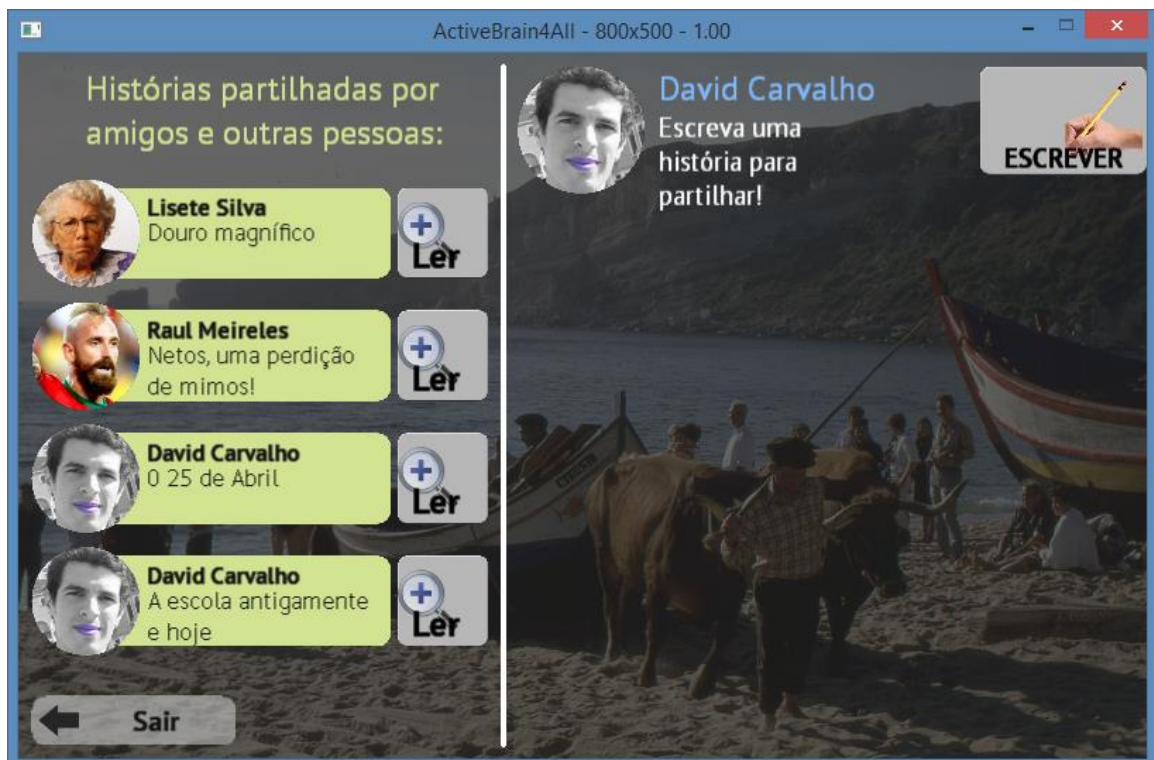 ActiveBrain4All - 800x500 - 1.00
Histórias partilhadas por
amigos e outras pessoas:
Lisete Silva
Douro magnífico
Ler
Raul Meireles
Netos, uma perdição
de mimos!
Ler
David Carvalho
O 25 de Abril
Ler
David Carvalho
A escola antigamente
e hoje
Ler
Sair
David Carvalho
Escreva uma
história para
partilhar!
ESCREVER